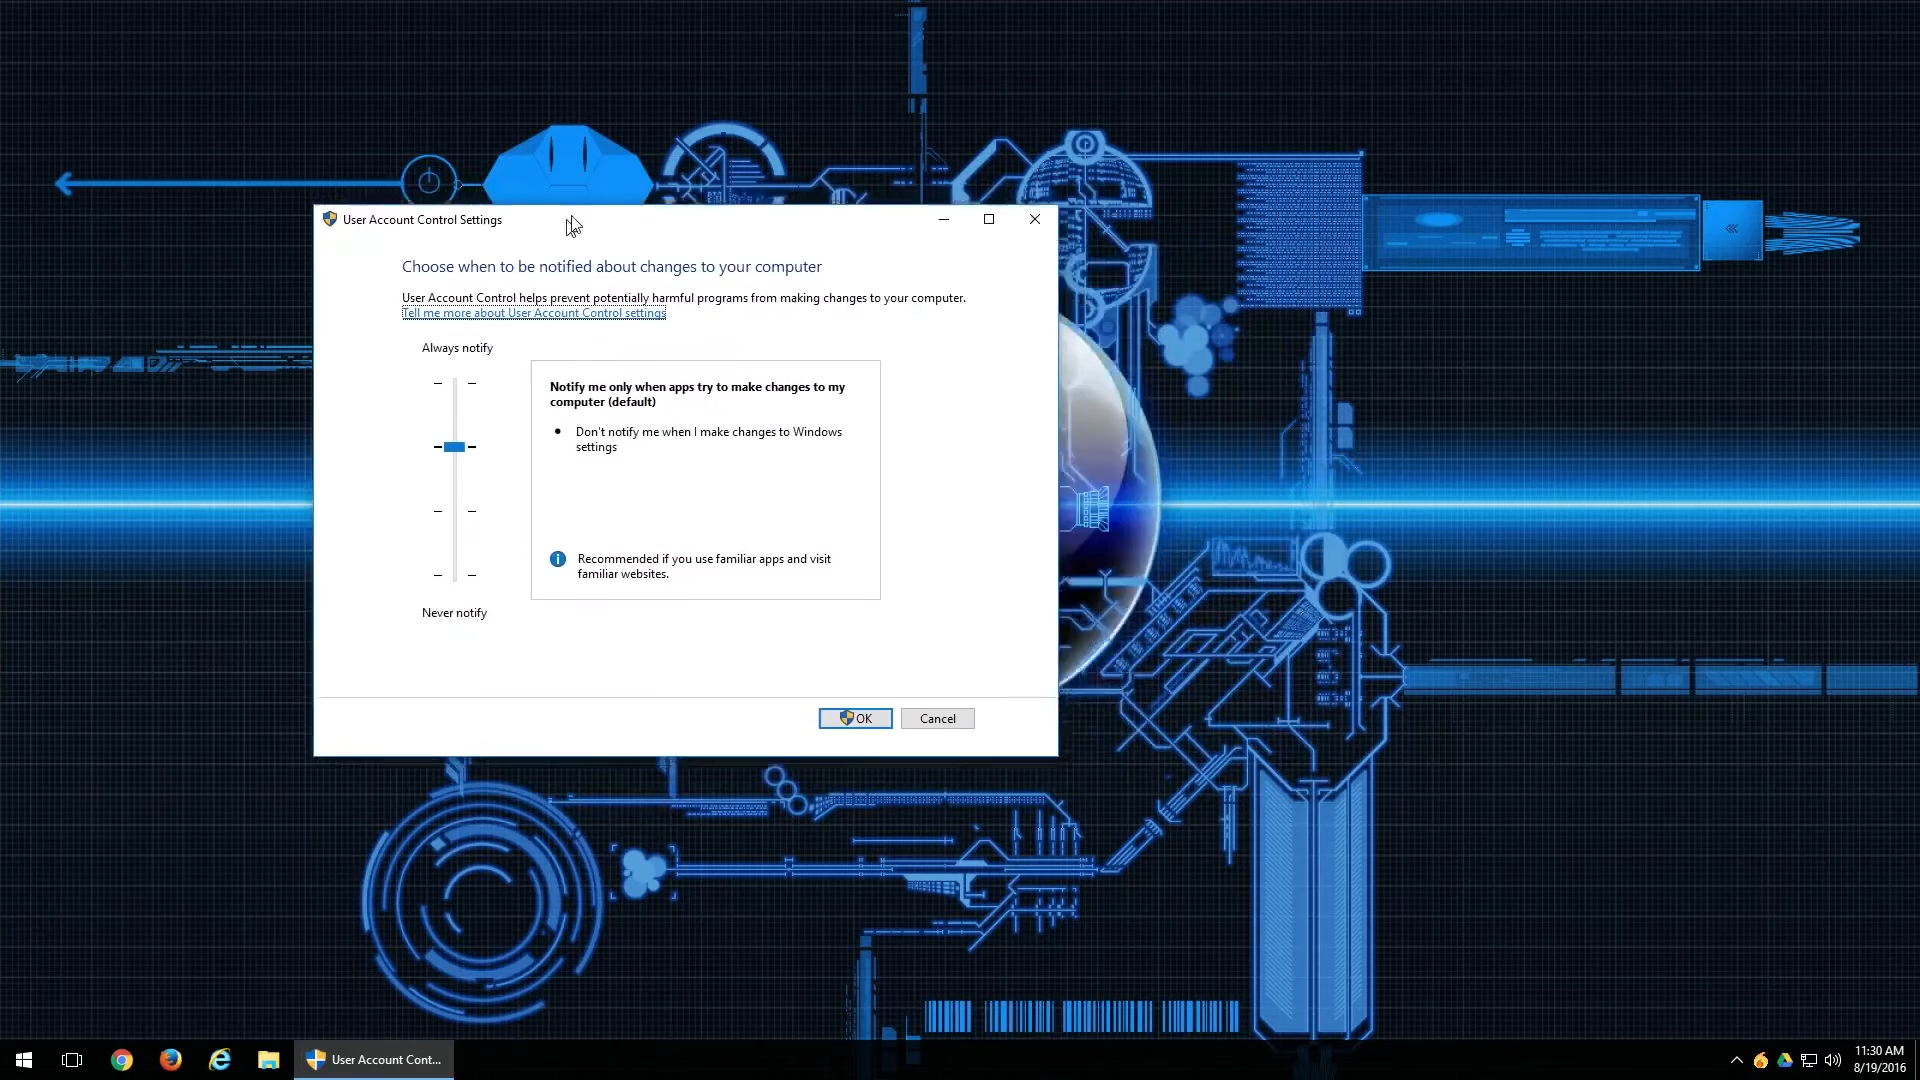 User Account Control Settings
Choose when to be notified about changes to your computer
User Account Control helps prevent potentially harmful programs from making changes to your computer.
Tell me more about User Account Control settings
Always notify
Notify me only when apps try to make changes to my
computer (default)
• Don't notify me when I make changes to Windows
settings
Recommended if you use familiar apps and visit
familiar websites.
Never notify
OK
Cancel
User Account Cont...
11:30 AM
8/19/2016